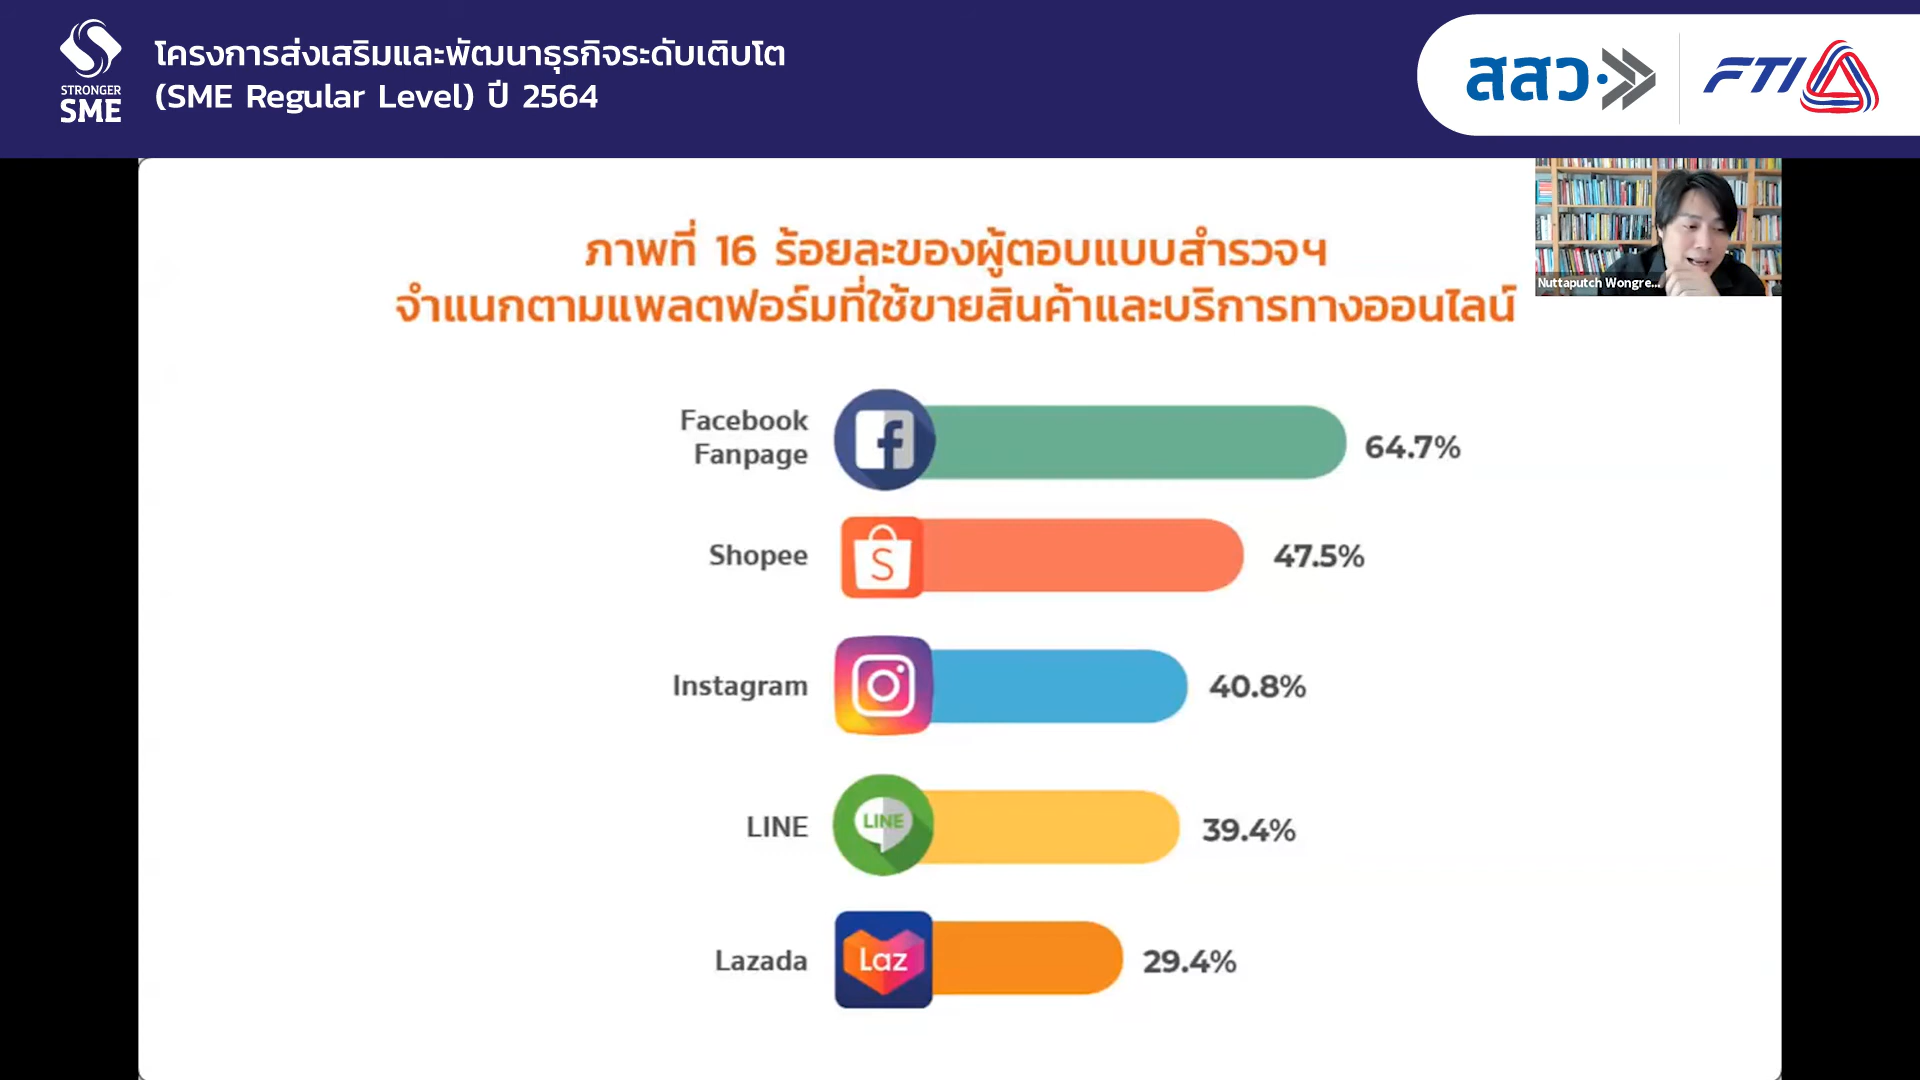 STRONGER
SME
โครงการส่งเสริมและพัฒนาธุรกิจระดับเติบโต
(SME Regular Level) ปี 2564
สสว
FTI
Nuttaputch Wongre...
ภาพที่ 16 ร้อยละของผู้ตอบแบบสำรวจฯ
จำแนกตามแพลตฟอร์มที่ใช้ขายสินค้าและบริการทางออนไลน์
Facebook
Fanpage
64.7%
Shopee
S
47.5%
Instagram
40.8%
LINE
LINE
39.4%
Lazada
Laz
29.4%